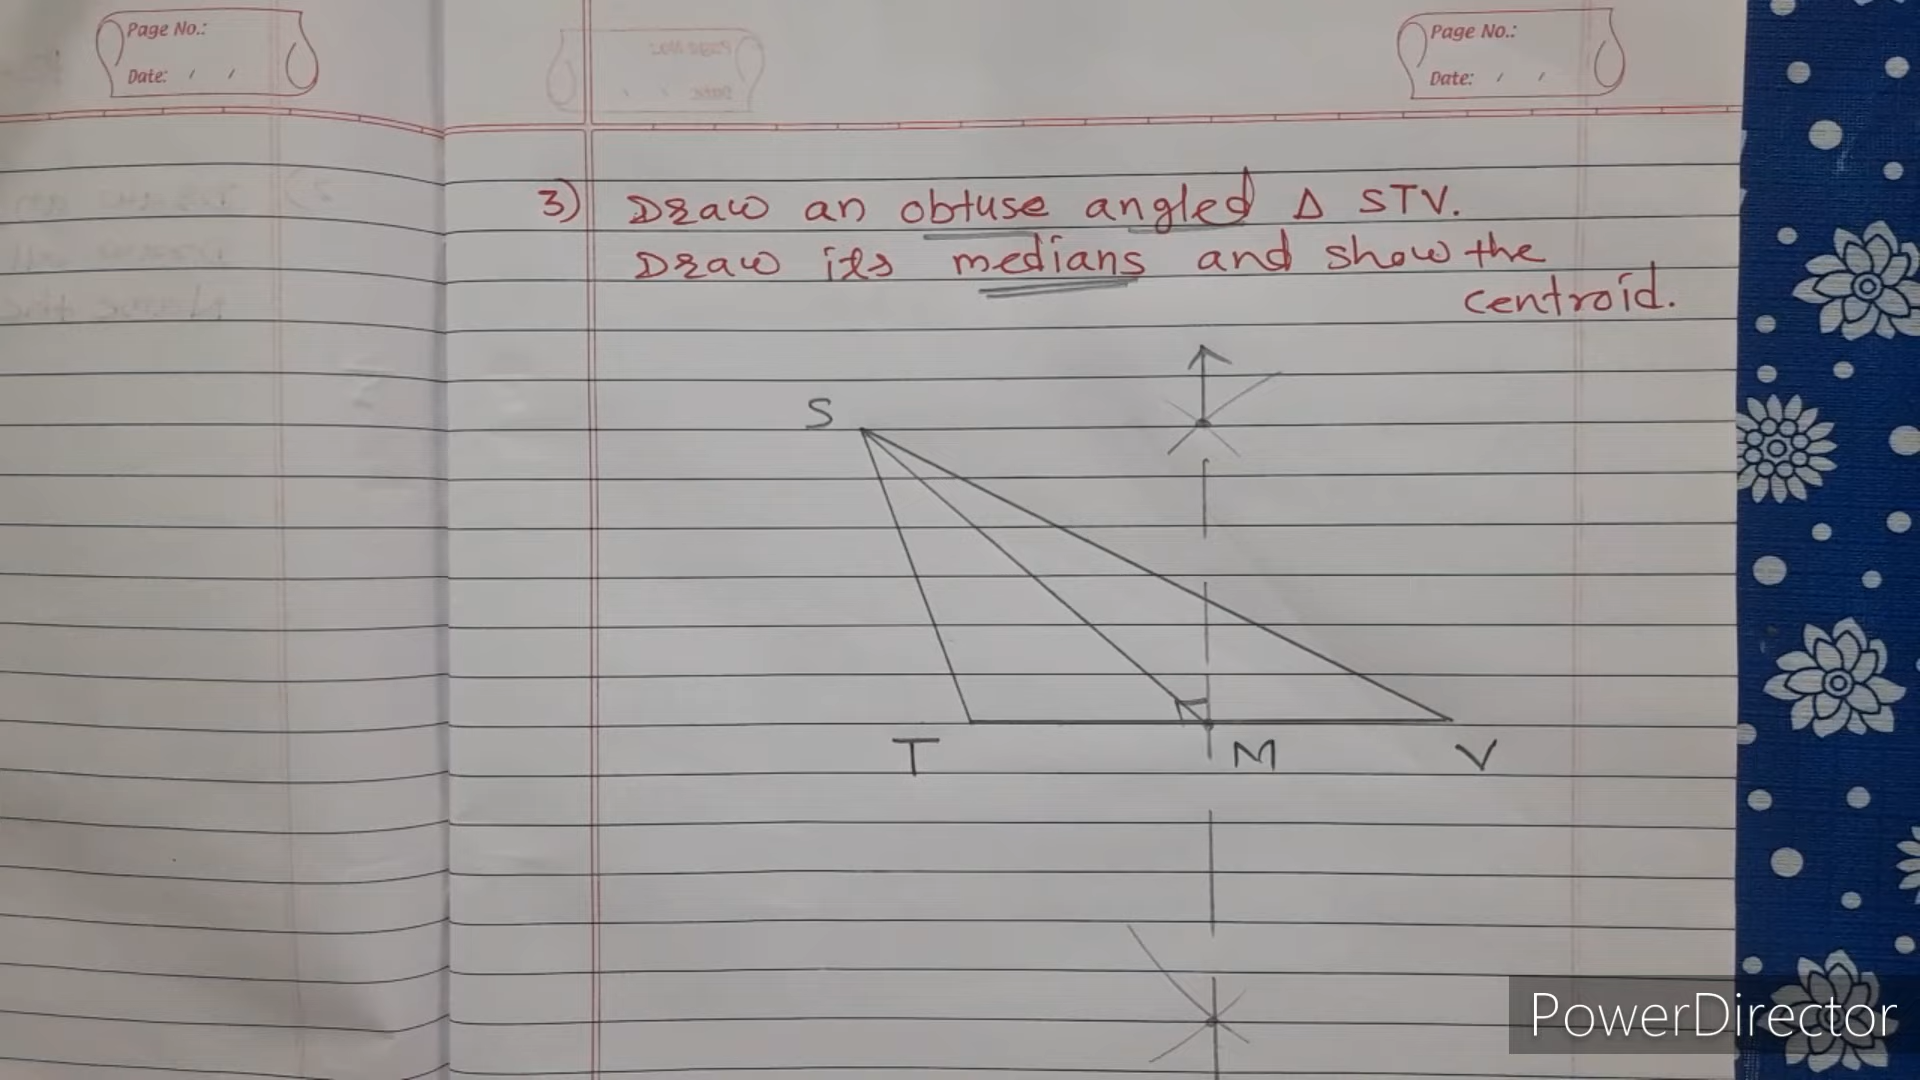 Page No.:
Date: / /
Page No.:
Date: / /
3) Draw an obtuse angled Δ STV.
Draw its medians and show the
centroid.
S
T M V
PowerDirector